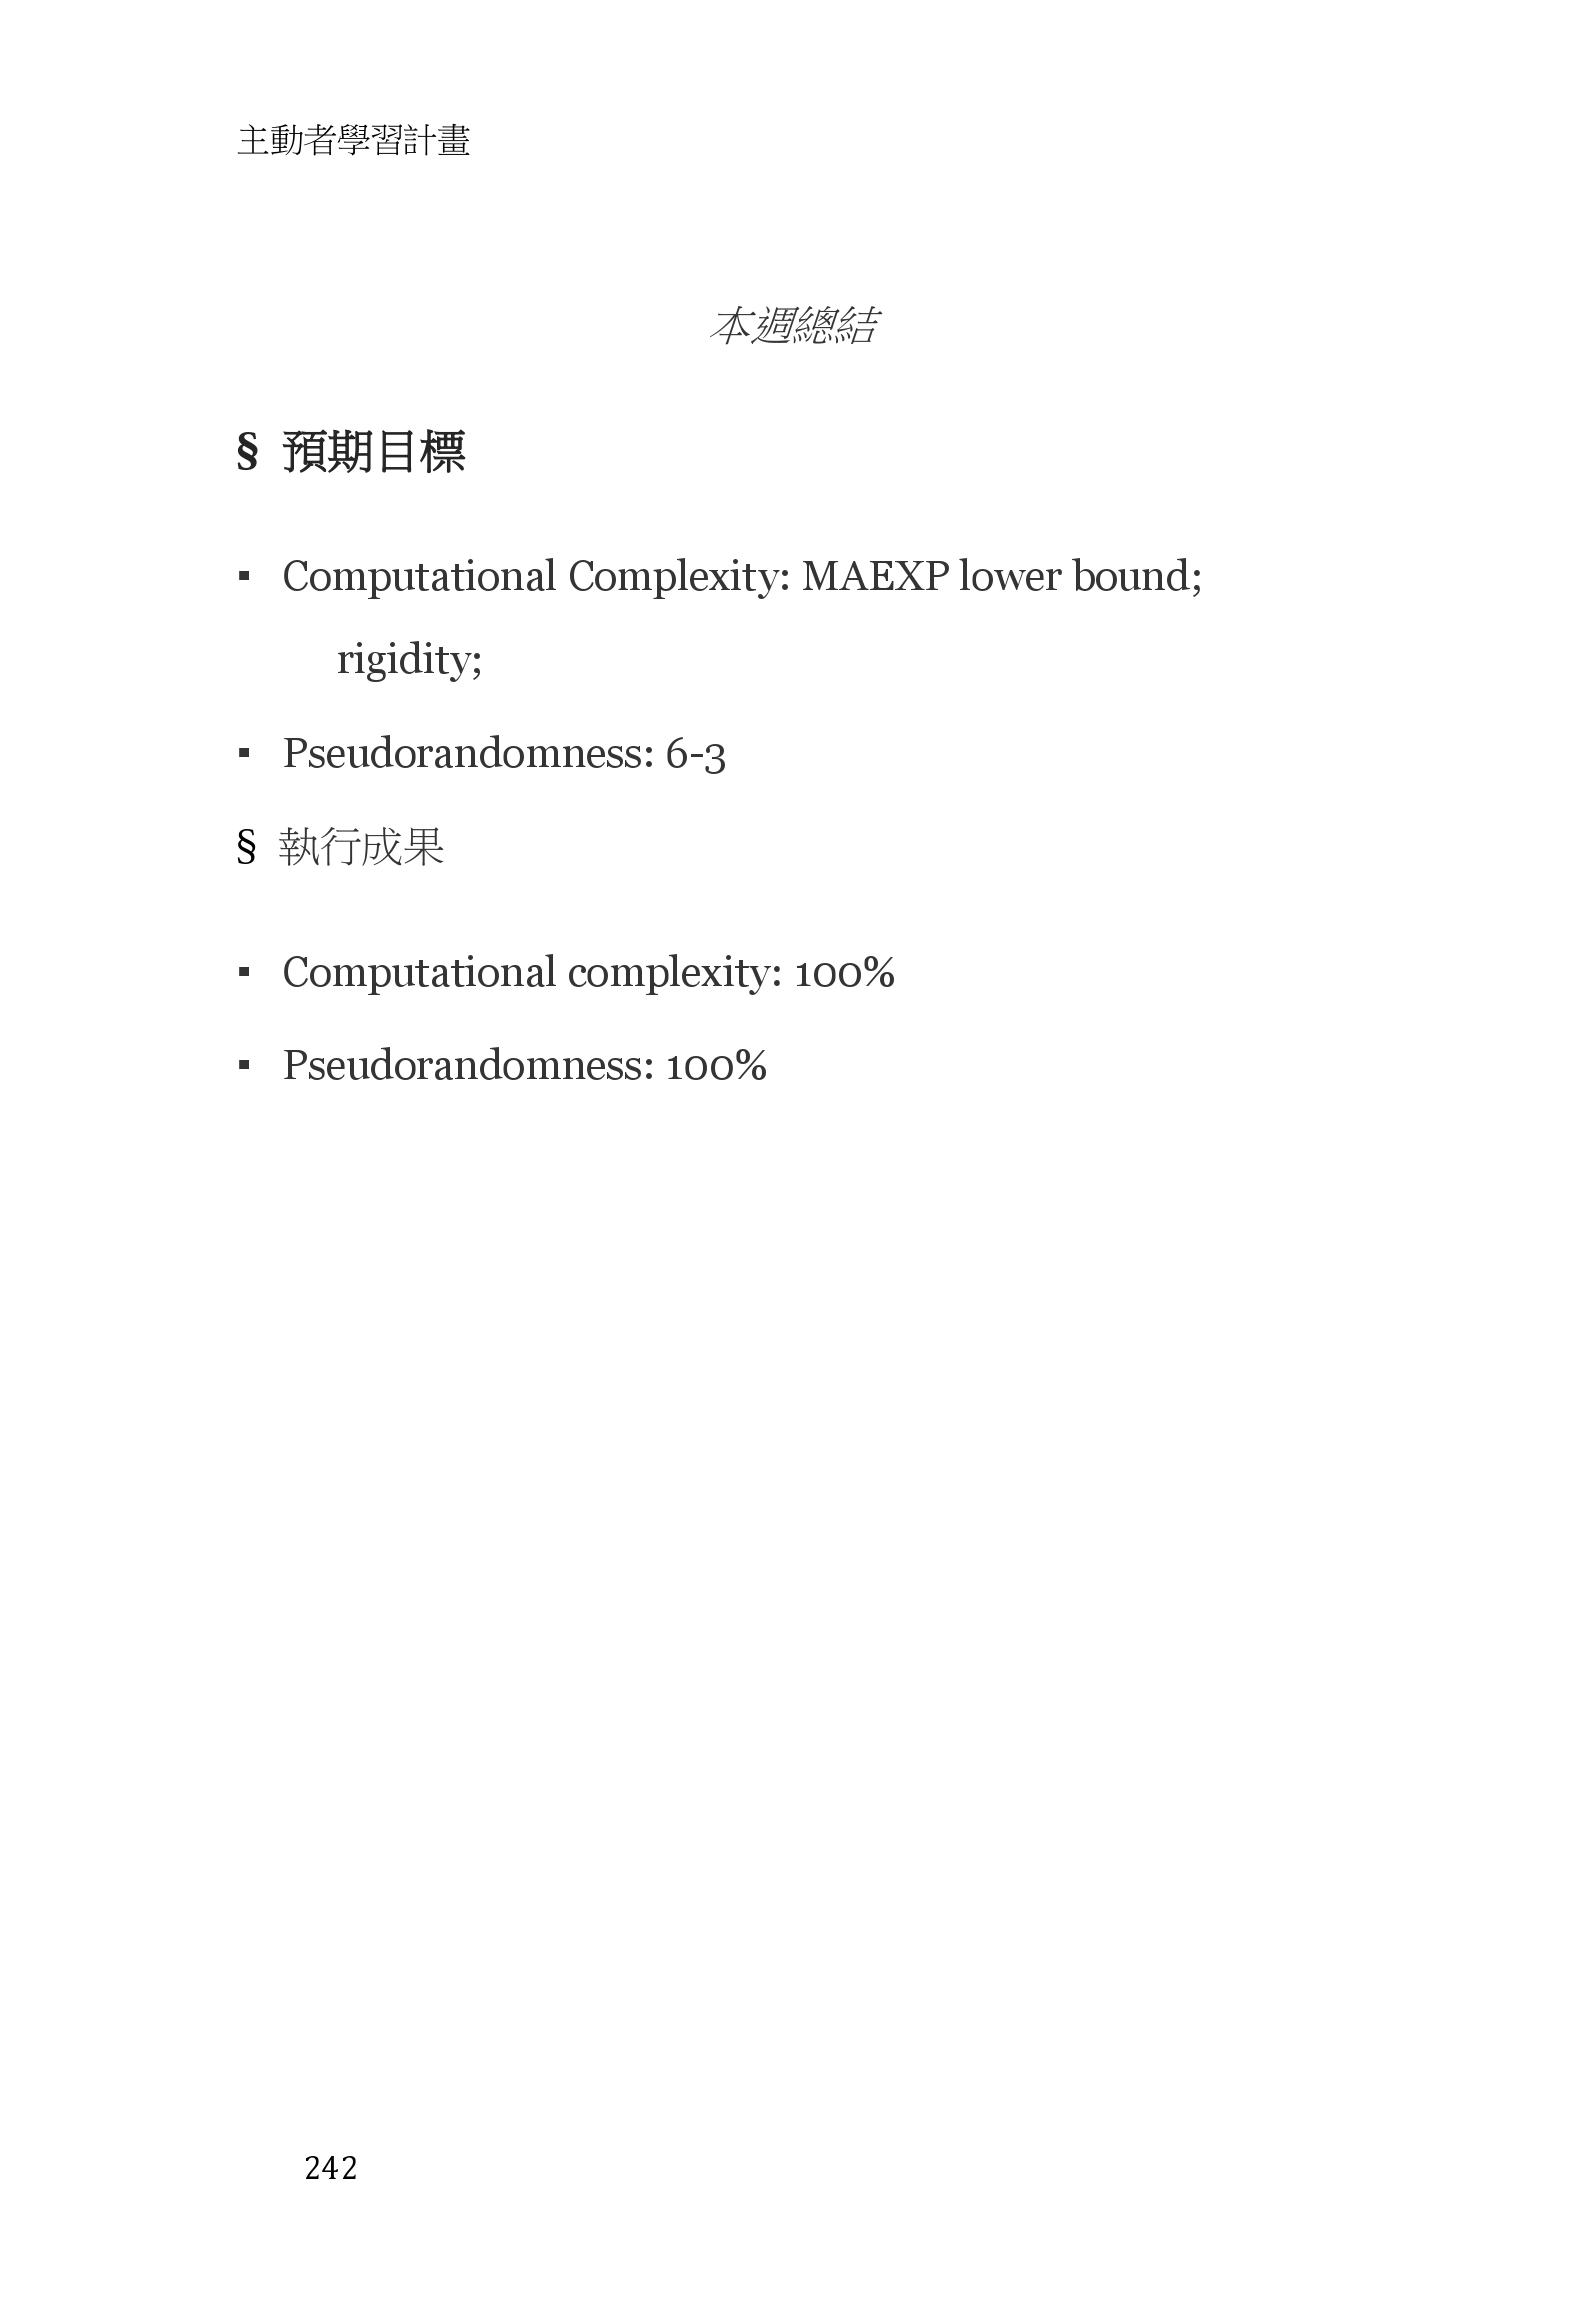 主動者學習計畫
本週總結
§ 預期目標
▪ Computational Complexity: MAEXP lower bound;
rigidity;
▪ Pseudorandomness: 6-3
§ 執行成果
▪ Computational complexity: 100%
▪ Pseudorandomness: 100%
242